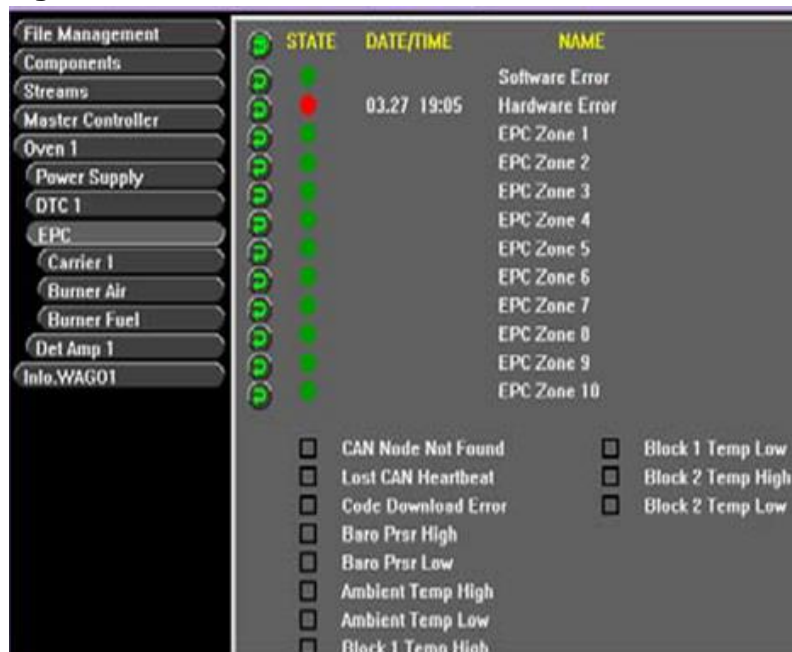 File Management
Components
Streams
Master Controller
Oven 1
Power Supply
DTC 1
EPC
Carrier 1
Burner Air
Burner Fuel
Det Amp 1
Info.WAGO1
STATE DATE/TIME NAME
Software Error
03.27 19:05 Hardware Error
EPC Zone 1
EPC Zone 2
EPC Zone 3
EPC Zone 4
EPC Zone 5
EPC Zone 6
EPC Zone 7
EPC Zone 8
EPC Zone 9
EPC Zone 10
CAN Node Not Found
Lost CAN Heartbeat
Code Download Error
Baro Prsr High
Baro Prsr Low
Ambient Temp High
Ambient Temp Low
Block 1 Temp High
Block 1 Temp Low
Block 2 Temp High
Block 2 Temp Low